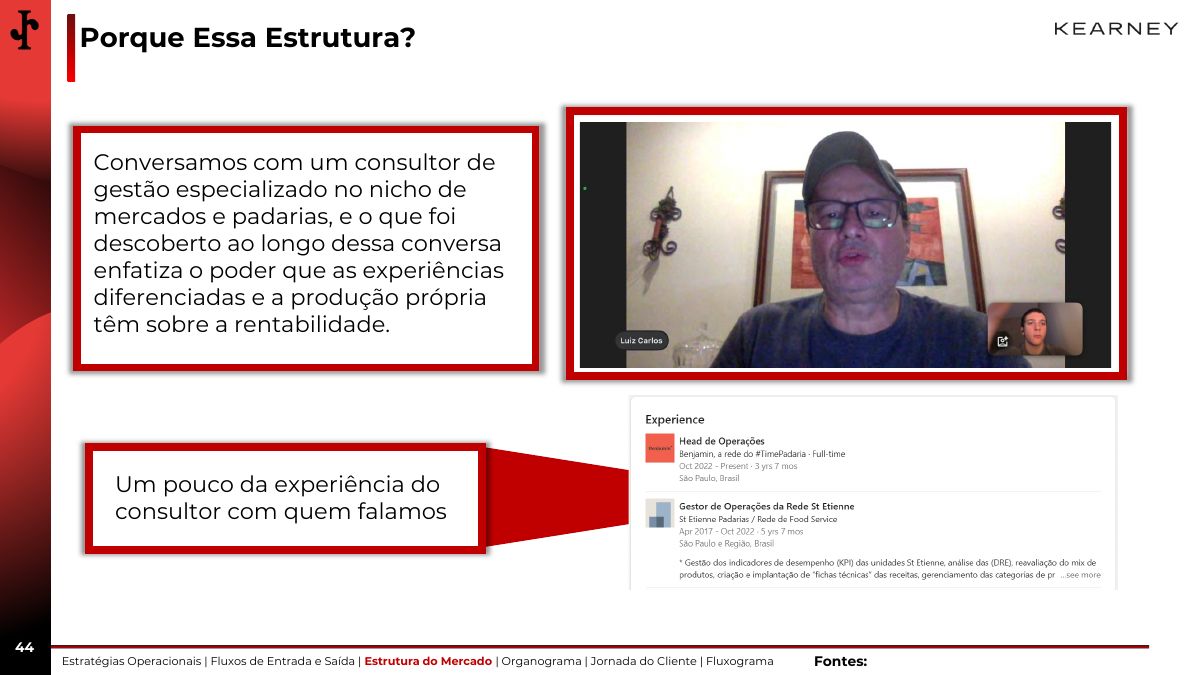 Porque Essa Estrutura?
KEARNEY
Conversamos com um consultor de
gestão especializado no nicho de
mercados e padarias, e o que foi
descoberto ao longo dessa conversa
enfatiza o poder que as experiências
diferenciadas e a produção própria
têm sobre a rentabilidade.
Luiz Carlos
Um pouco da experiência do
consultor com quem falamos
Experience
Head de Operações
Benjamin, a rede do #TimePadaria · Full-time
Oct 2022 - Present · 3 yrs 7 mos
São Paulo, Brasil
Gestor de Operações da Rede St Etienne
St Etienne Padarias / Rede de Food Service
Apr 2017 - Oct 2022 · 5 yrs 7 mos
São Paulo e Região, Brasil
* Gestão dos indicadores de desempenho (KPI) das unidades St Etienne, análise das (DRE), reavaliação do mix de
produtos, criação e implantação de "fichas técnicas" das receitas, gerenciamento das categorias de pr ...see more
44
Estratégias Operacionais | Fluxos de Entrada e Saída | Estrutura do Mercado | Organograma | Jornada do Cliente | Fluxograma
Fontes: